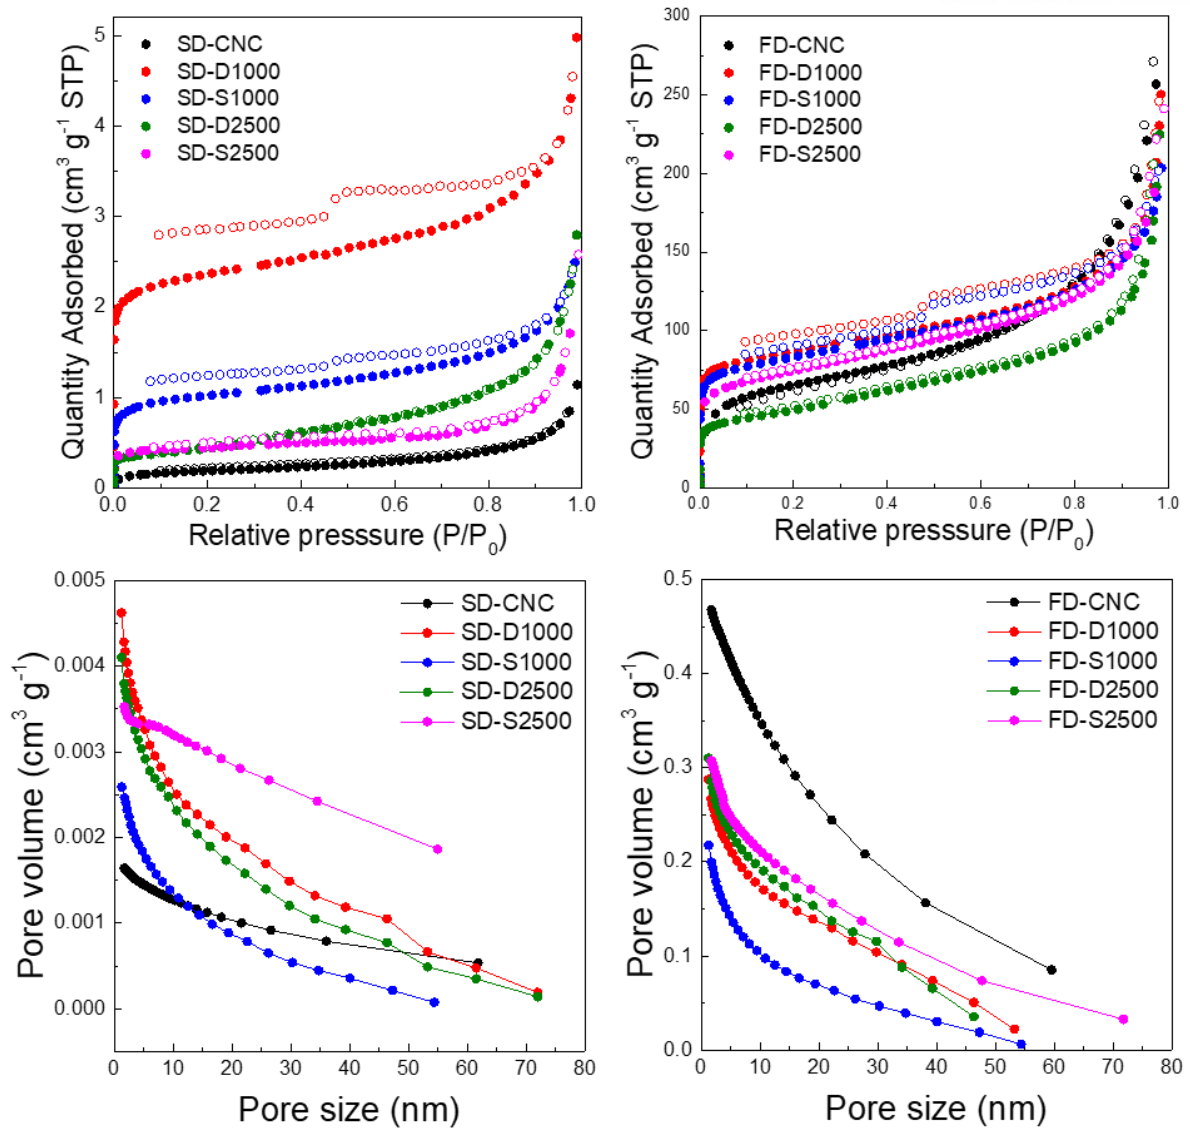 Quantity Adsorbed (cm³ g⁻¹ STP)
5
4
3
2
1
0
SD-CNC
SD-D1000
SD-S1000
SD-D2500
SD-S2500
0.0 0.2 0.4 0.6 0.8 1.0
Relative presssure (P/P₀)
Quantity Adsorbed (cm³ g⁻¹ STP)
300
250
200
150
100
50
0
FD-CNC
FD-D1000
FD-S1000
FD-D2500
FD-S2500
0.0 0.2 0.4 0.6 0.8 1.0
Relative presssure (P/P₀)
Pore volume (cm³ g⁻¹)
0.005
0.004
0.003
0.002
0.001
0.000
SD-CNC
SD-D1000
SD-S1000
SD-D2500
SD-S2500
0 10 20 30 40 50 60 70 80
Pore size (nm)
Pore volume (cm³ g⁻¹)
0.5
0.4
0.3
0.2
0.1
0.0
FD-CNC
FD-D1000
FD-S1000
FD-D2500
FD-S2500
0 10 20 30 40 50 60 70 80
Pore size (nm)